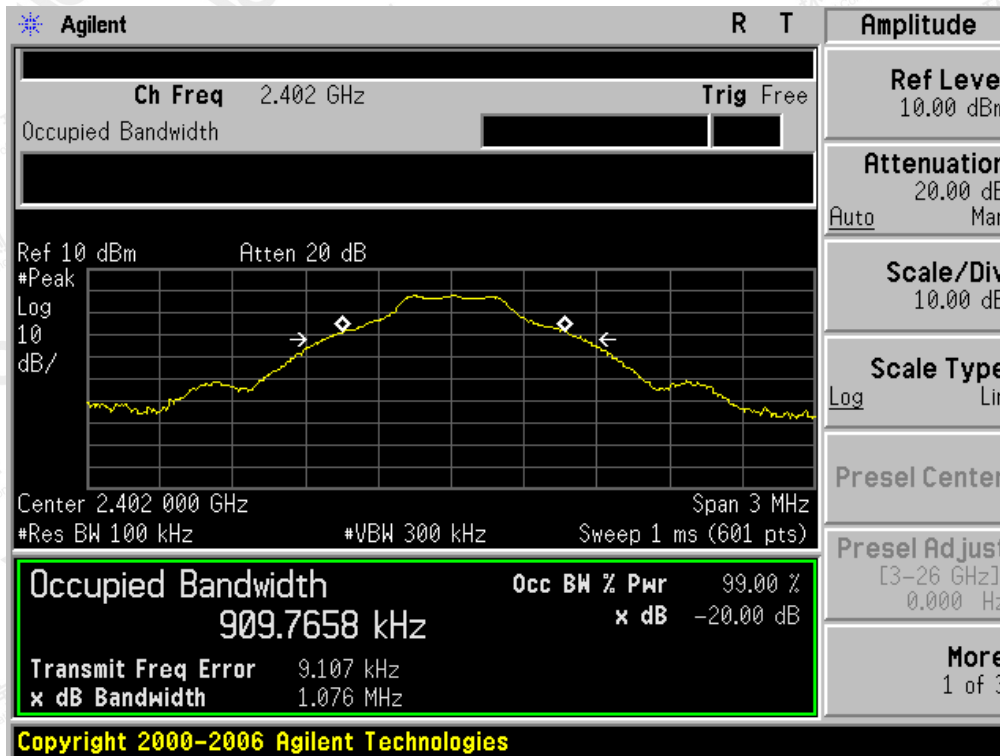 Agilent R T
Ch Freq 2.402 GHz Trig Free
Occupied Bandwidth
Ref 10 dBm Atten 20 dB
#Peak
Log
10
dB/
Center 2.402 000 GHz Span 3 MHz
#Res BW 100 kHz #VBW 300 kHz Sweep 1 ms (601 pts)
Occupied Bandwidth Occ BW % Pwr 99.00 %
909.7658 kHz x dB -20.00 dB
Transmit Freq Error 9.107 kHz
x dB Bandwidth 1.076 MHz
Copyright 2000-2006 Agilent Technologies
Amplitude
Ref Leve
10.00 dBm
Attenuation
20.00 dB
Auto Man
Scale/Div
10.00 dB
Scale Type
Log Lin
Presel Center
Presel Adjust
[3-26 GHz]
0.000 Hz
More
1 of 3